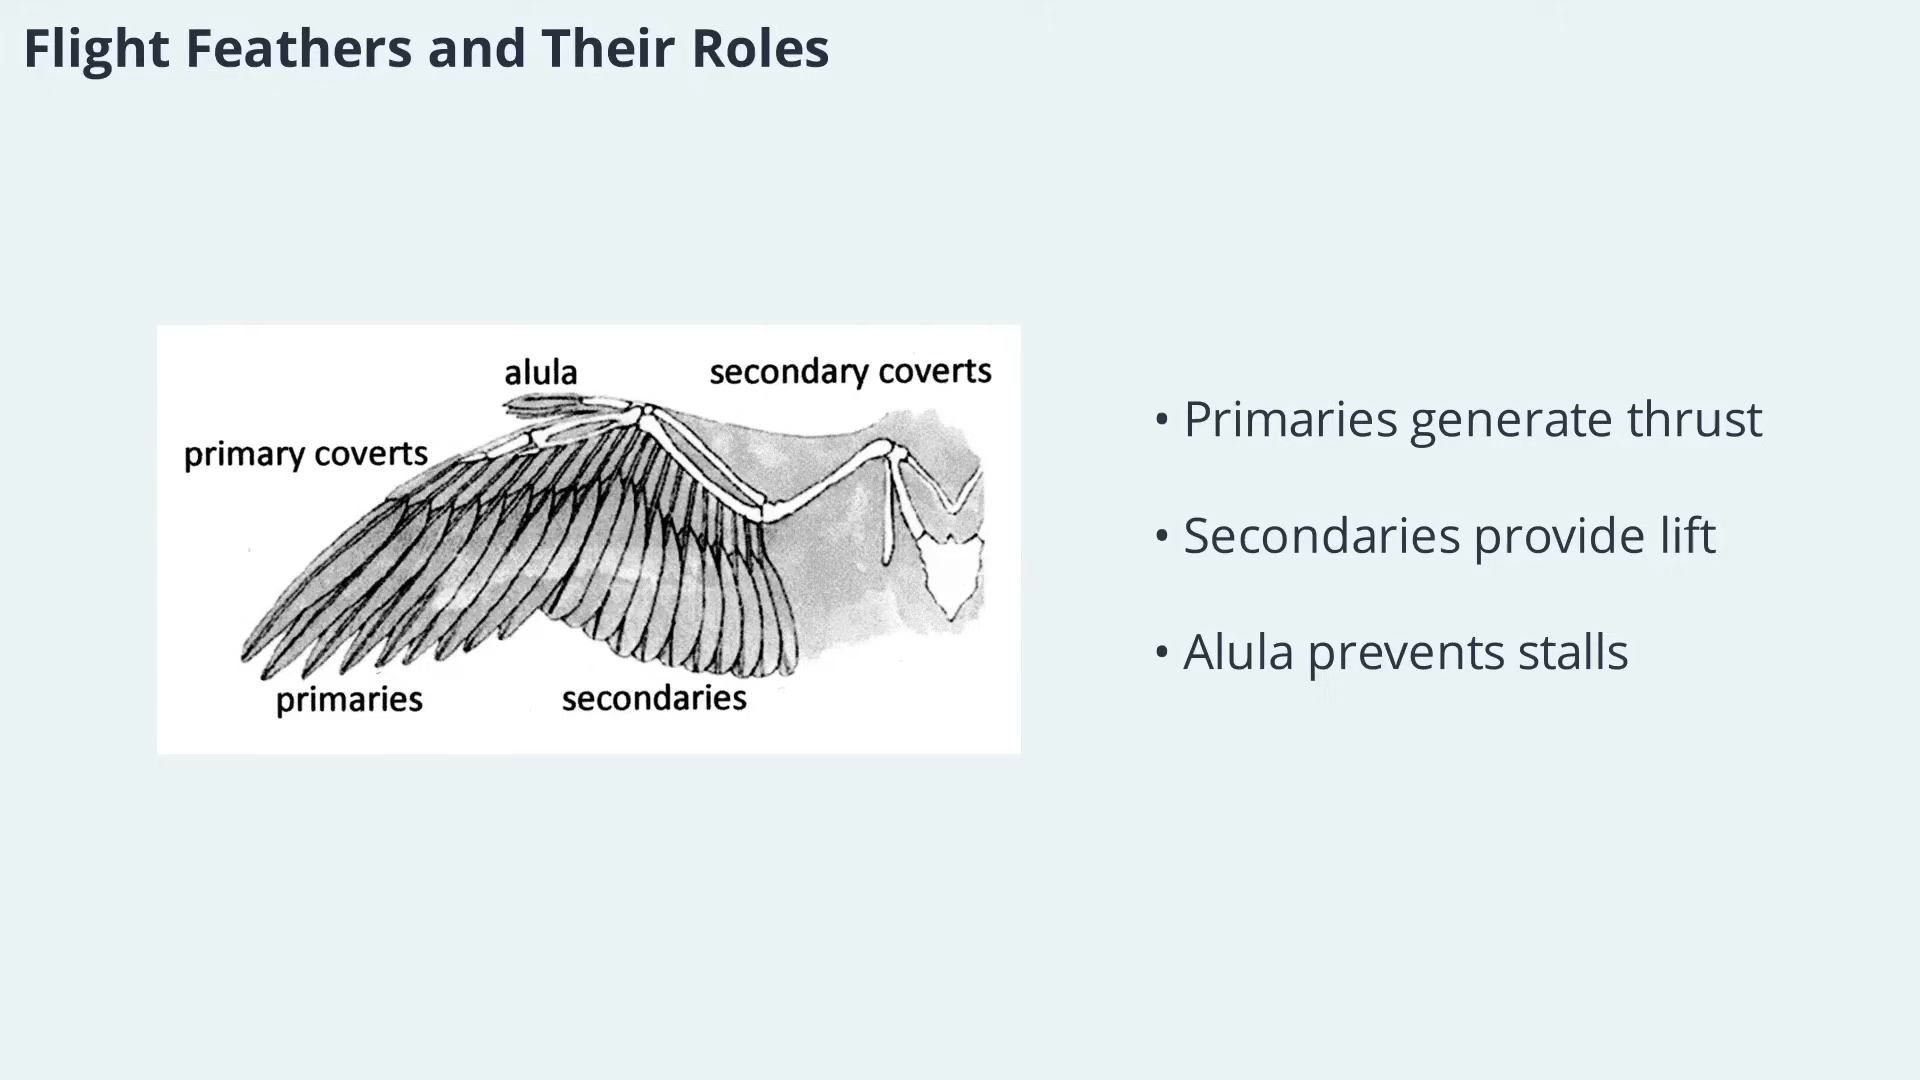 Flight Feathers and Their Roles
alula
secondary coverts
primary coverts
primaries
secondaries
• Primaries generate thrust
• Secondaries provide lift
• Alula prevents stalls